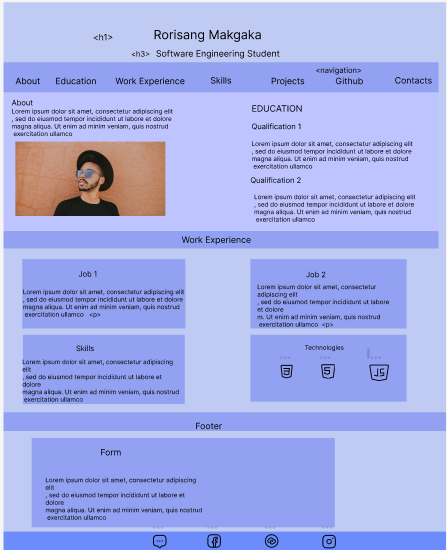 <h1> Rorisang Makgaka
<h3> Software Engineering Student
<navigation>
About Education Work Experience Skills Projects Github Contacts
About
Lorem ipsum dolor sit amet, consectetur adipiscing elit
, sed do eiusmod tempor incididunt ut labore et dolore
magna aliqua. Ut enim ad minim veniam, quis nostrud
exercitation ullamco
EDUCATION
Qualification 1
Lorem ipsum dolor sit amet, consectetur adipiscing elit
, sed do eiusmod tempor incididunt ut labore et dolore
magna aliqua. Ut enim ad minim veniam, quis nostrud
exercitation ullamco
Qualification 2
Lorem ipsum dolor sit amet, consectetur adipiscing elit
, sed do eiusmod tempor incididunt ut labore et dolore
magna aliqua. Ut enim ad minim veniam, quis nostrud
exercitation ullamco
Work Experience
Job 1
Lorem ipsum dolor sit amet, consectetur adipiscing elit
, sed do eiusmod tempor incididunt ut labore et dolore
magna aliqua. Ut enim ad minim veniam, quis nostrud
exercitation ullamco <p>
Job 2
Lorem ipsum dolor sit amet, consectetur
adipiscing elit
, sed do eiusmod tempor incididunt ut labore
et dolore
m. Ut enim ad minim veniam, quis nostrud
exercitation ullamco <p>
Skills
Lorem ipsum dolor sit amet, consectetur adipiscing
elit
, sed do eiusmod tempor incididunt ut labore et
dolore
magna aliqua. Ut enim ad minim veniam, quis nostrud
exercitation ullamco
Technologies
3 5 JS
Footer
Form
Lorem ipsum dolor sit amet, consectetur adipiscing
elit
, sed do eiusmod tempor incididunt ut labore et
dolore
magna aliqua. Ut enim ad minim veniam, quis nostrud
exercitation ullamco